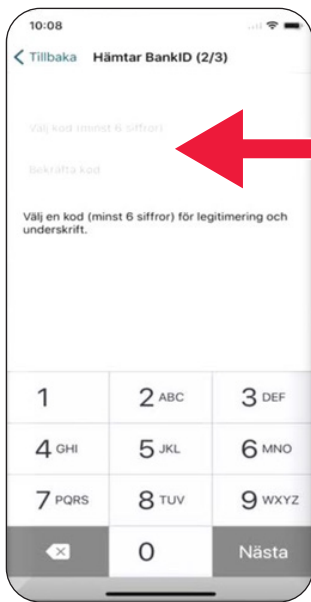 10:08
Tillbaka Hämtar BankID (2/3)
Välj kod (minst 6 siffror)
Bekräfta kod
Välj en kod (minst 6 siffror) för legitimering och
underskrift.
1 2 ABC 3 DEF
4 GHI 5 JKL 6 MNO
7 PQRS 8 TUV 9 WXYZ
0 Nästa